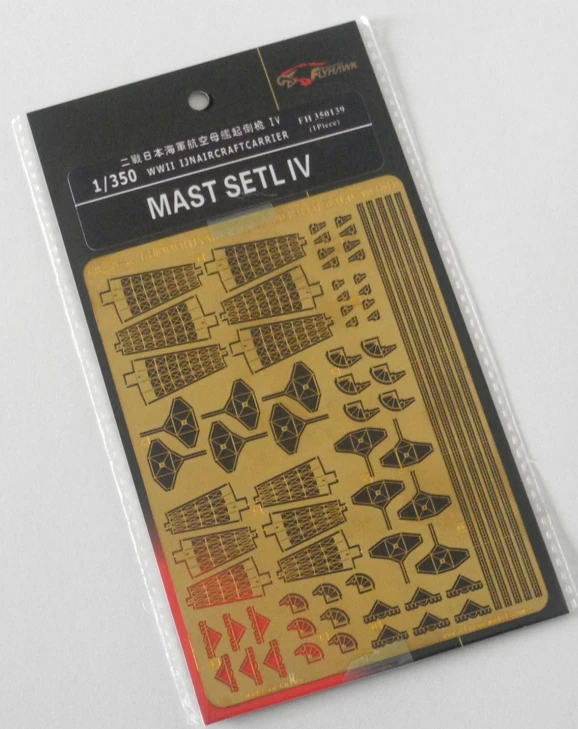 FLYHAWK
二戰日本海軍航空母艦起倒桅 IV
FH 350139
1/350 WWII IJNAIRCRAFTCARRIER
(1Piece)
MAST SETL IV